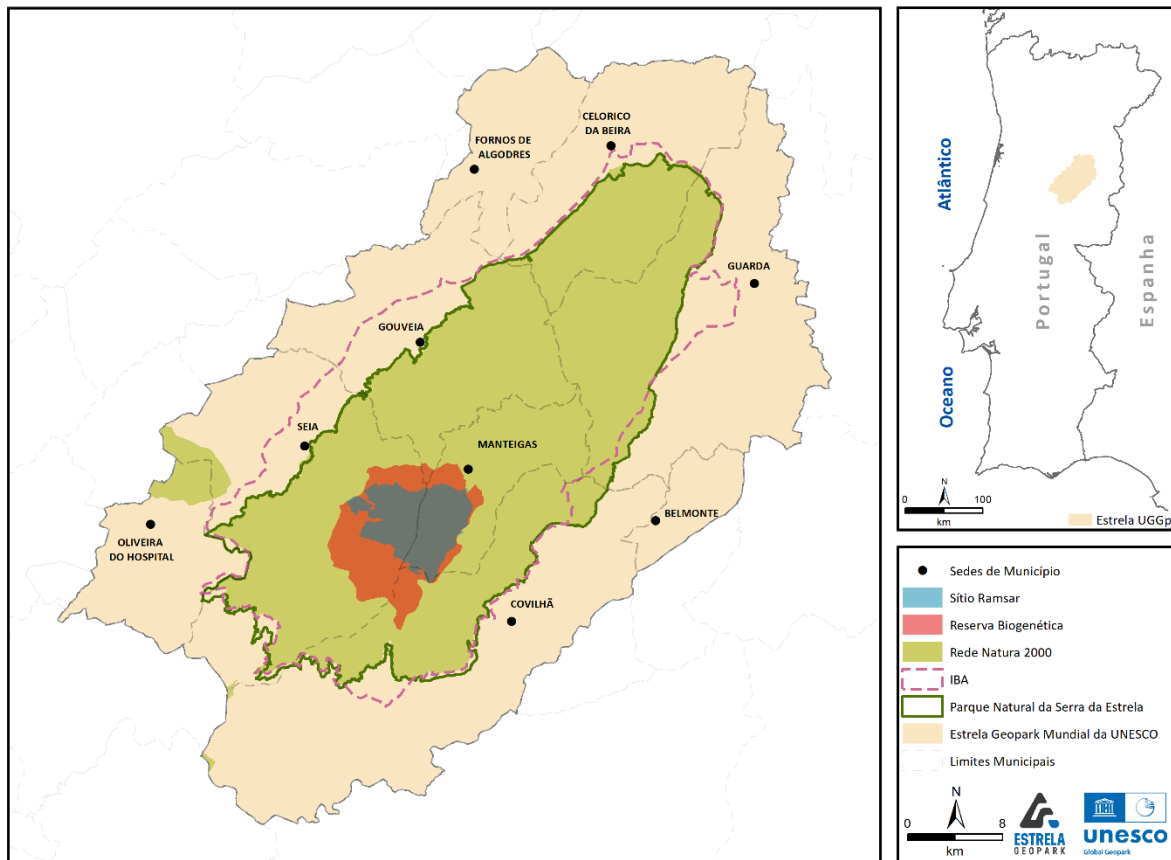 CELORICO
DA BEIRA
FORNOS DE
ALGODRES
GUARDA
GOUVEIA
SEIA
MANTEIGAS
BELMONTE
OLIVEIRA
DO HOSPITAL
COVILHÃ
Atlântico
Oceano
Portugal
Espanha
N
0 100
km
Estrela UGGp
Sedes de Município
Sítio Ramsar
Reserva Biogenética
Rede Natura 2000
IBA
Parque Natural da Serra da Estrela
Estrela Geopark Mundial da UNESCO
Limites Municipais
N
0 8
km
ESTRELA
GEOPARK
unesco
Global Geopark